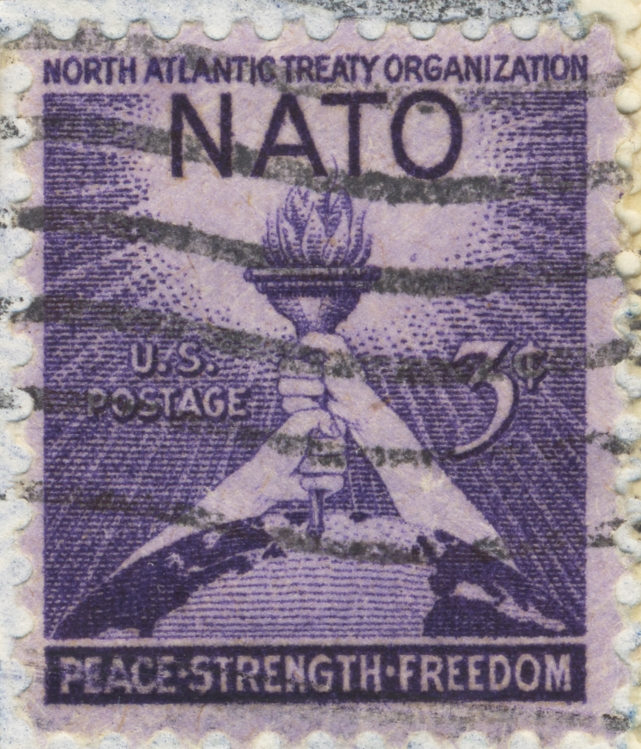 NORTH ATLANTIC TREATY ORGANIZATION
NATO
U.S.
POSTAGE
3¢
PEACE·STRENGTH·FREEDOM